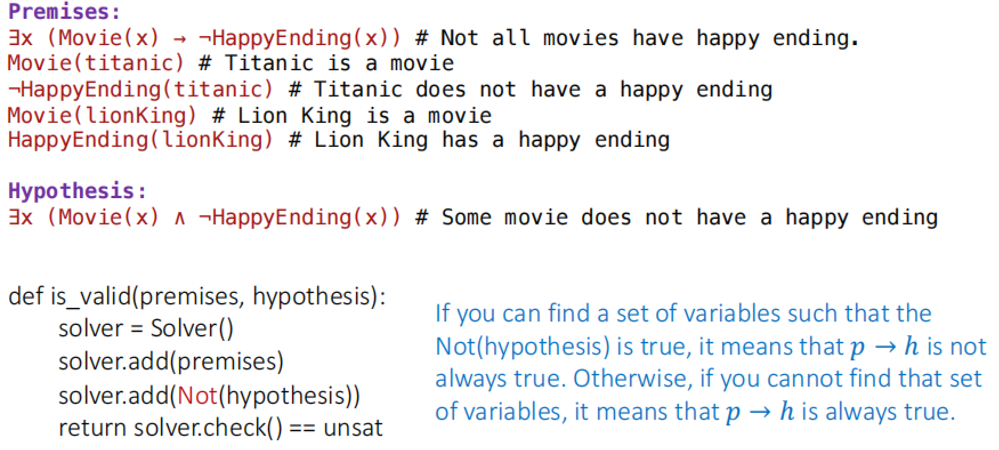 Premises:
∃x (Movie(x) → ¬HappyEnding(x)) # Not all movies have happy ending.
Movie(titanic) # Titanic is a movie
¬HappyEnding(titanic) # Titanic does not have a happy ending
Movie(lionKing) # Lion King is a movie
HappyEnding(lionKing) # Lion King has a happy ending
Hypothesis:
∃x (Movie(x) ∧ ¬HappyEnding(x)) # Some movie does not have a happy ending
def is_valid(premises, hypothesis):
solver = Solver()
solver.add(premises)
solver.add(Not(hypothesis))
return solver.check() == unsat
If you can find a set of variables such that the
Not(hypothesis) is true, it means that p → h is not
always true. Otherwise, if you cannot find that set
of variables, it means that p → h is always true.